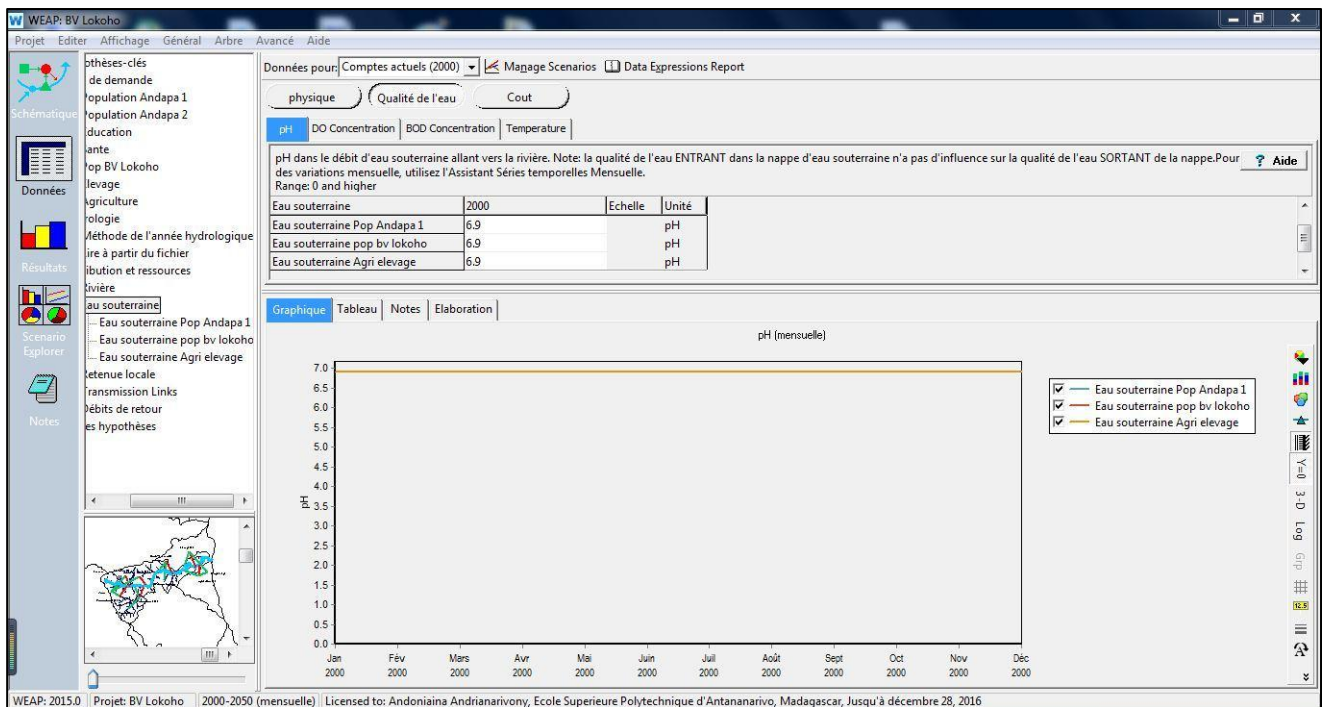 WEAP: BV Lokoho
Projet Editer Affichage Général Arbre Avancé Aide
Schématique
Données
Résultats
Scenario
Explorer
Notes
othèses-clés
de demande
Population Andapa 1
Population Andapa 2
ducation
ante
Pop BV Lokoho
levage
Agriculture
rologie
Méthode de l'année hydrologique
ire à partir du fichier
ibution et ressources
Rivière
au souterraine
Eau souterraine Pop Andapa 1
Eau souterraine pop bv lokoho
Eau souterraine Agri elevage
Retenue locale
Transmission Links
Débits de retour
es hypothèses
Données pour: Comptes actuels (2000) Manage Scenarios Data Expressions Report
physique Qualité de l'eau Cout
pH DO Concentration BOD Concentration Temperature
pH dans le débit d'eau souterraine allant vers la rivière. Note: la qualité de l'eau ENTRANT dans la nappe d'eau souterraine n'a pas d'influence sur la qualité de l'eau SORTANT de la nappe.Pour
des variations mensuelle, utilisez l'Assistant Séries temporelles Mensuelle.
Range: 0 and higher
? Aide
Eau souterraine 2000 Echelle Unité
Eau souterraine Pop Andapa 1 6.9 pH
Eau souterraine pop bv lokoho 6.9 pH
Eau souterraine Agri elevage 6.9 pH
Graphique Tableau Notes Elaboration
pH (mensuelle)
pH
7.0
6.5
6.0
5.5
5.0
4.5
4.0
3.5
3.0
2.5
2.0
1.5
1.0
0.5
0.0
Jan Fév Mars Avr Mai Juin Juil Août Sept Oct Nov Déc
2000 2000 2000 2000 2000 2000 2000 2000 2000 2000 2000 2000
Eau souterraine Pop Andapa 1
Eau souterraine pop bv lokoho
Eau souterraine Agri elevage
Y=0
3-D
Log
Grp
12.5
WEAP: 2015.0 Projet: BV Lokoho 2000-2050 (mensuelle) Licensed to: Andoniaina Andrianarivony, Ecole Superieure Polytechnique d'Antananarivo, Madagascar, Jusqu'à décembre 28, 2016